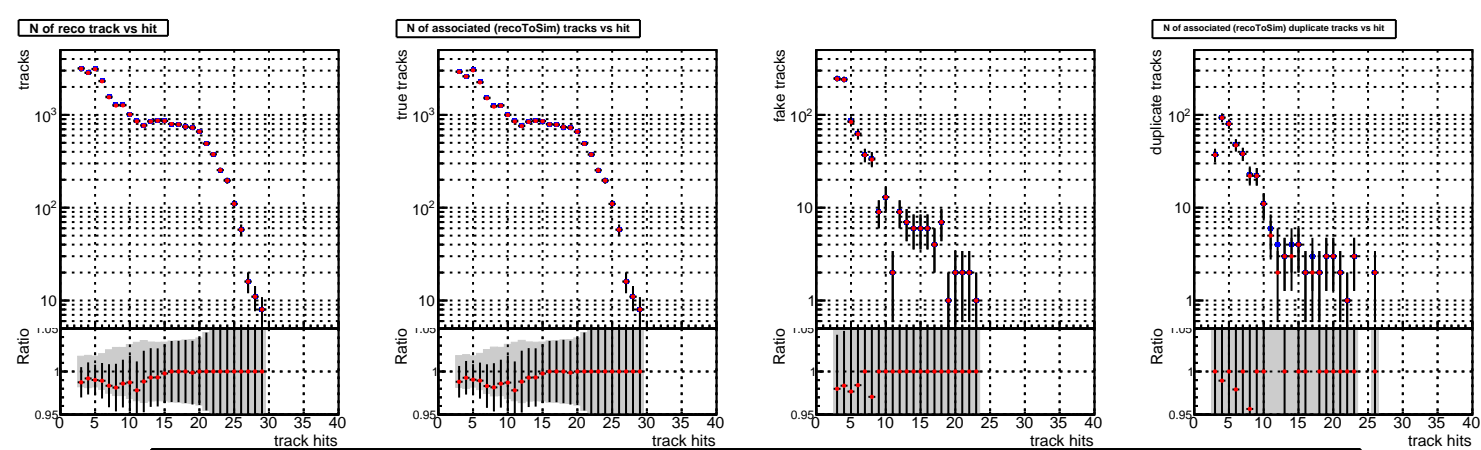 N of reco track vs hit
tracks
10³
10²
10
Ratio
1.05
1
0.95
0 5 10 15 20 25 30 35 40
track hits
N of associated (recoToSim) tracks vs hit
true tracks
10³
10²
10
Ratio
1.05
1
0.95
0 5 10 15 20 25 30 35 40
track hits
fake tracks
10²
10
1
Ratio
1.05
1
0.95
0 5 10 15 20 25 30 35 40
track hits
N of associated (recoToSim) duplicate tracks vs hit
duplicate tracks
10²
10
1
Ratio
1.05
1
0.95
0 5 10 15 20 25 30 35 40
track hits